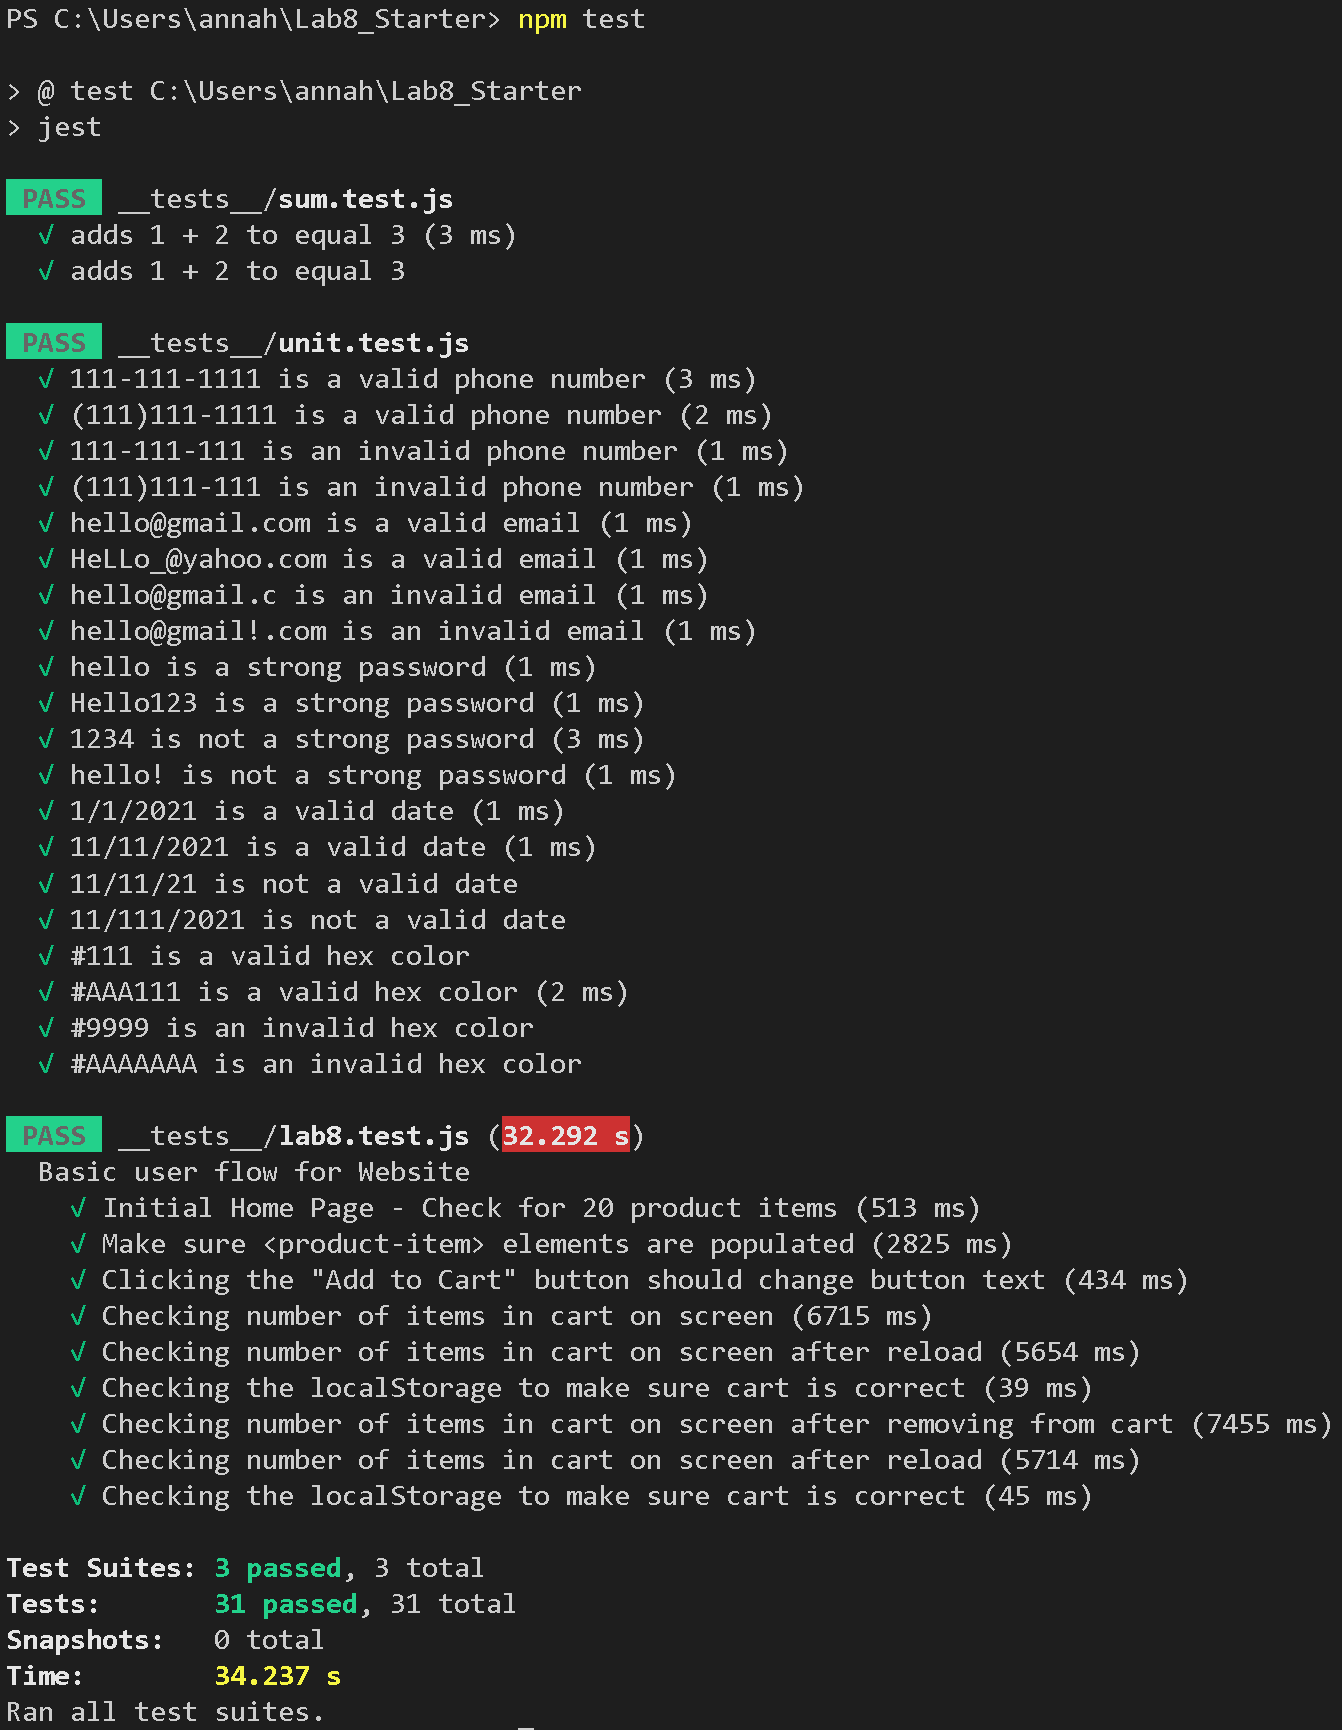 PS C:\Users\annah\Lab8_Starter> npm test
> @ test C:\Users\annah\Lab8_Starter
> jest
PASS __tests__/sum.test.js
√ adds 1 + 2 to equal 3 (3 ms)
√ adds 1 + 2 to equal 3
PASS __tests__/unit.test.js
√ 111-111-1111 is a valid phone number (3 ms)
√ (111)111-1111 is a valid phone number (2 ms)
√ 111-111-111 is an invalid phone number (1 ms)
√ (111)111-111 is an invalid phone number (1 ms)
√ hello@gmail.com is a valid email (1 ms)
√ HeLLo_@yahoo.com is a valid email (1 ms)
√ hello@gmail.c is an invalid email (1 ms)
√ hello@gmail!.com is an invalid email (1 ms)
√ hello is a strong password (1 ms)
√ Hello123 is a strong password (1 ms)
√ 1234 is not a strong password (3 ms)
√ hello! is not a strong password (1 ms)
√ 1/1/2021 is a valid date (1 ms)
√ 11/11/2021 is a valid date (1 ms)
√ 11/11/21 is not a valid date
√ 11/111/2021 is not a valid date
√ #111 is a valid hex color
√ #AAA111 is a valid hex color (2 ms)
√ #9999 is an invalid hex color
√ #AAAAAAA is an invalid hex color
PASS __tests__/lab8.test.js (32.292 s)
Basic user flow for Website
√ Initial Home Page - Check for 20 product items (513 ms)
√ Make sure <product-item> elements are populated (2825 ms)
√ Clicking the "Add to Cart" button should change button text (434 ms)
√ Checking number of items in cart on screen (6715 ms)
√ Checking number of items in cart on screen after reload (5654 ms)
√ Checking the localStorage to make sure cart is correct (39 ms)
√ Checking number of items in cart on screen after removing from cart (7455 ms)
√ Checking number of items in cart on screen after reload (5714 ms)
√ Checking the localStorage to make sure cart is correct (45 ms)
Test Suites: 3 passed, 3 total
Tests: 31 passed, 31 total
Snapshots: 0 total
Time: 34.237 s
Ran all test suites.